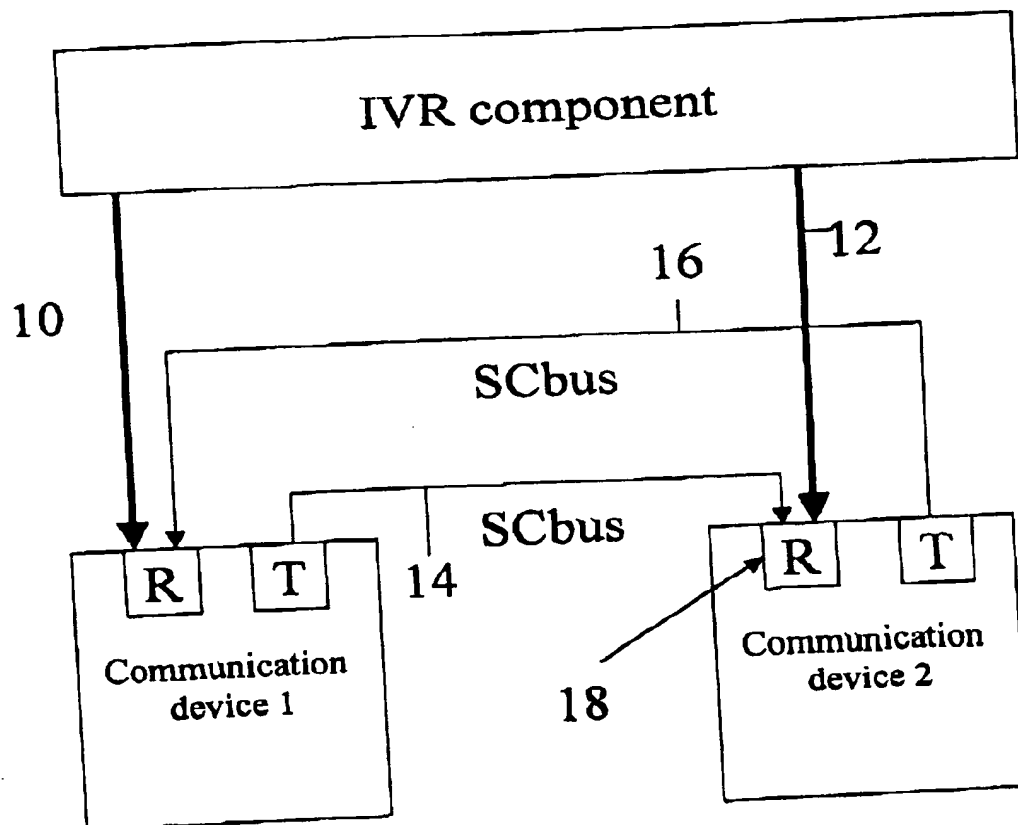 IVR component
12
16
10
SCbus
SCbus
R
T
R
T
14
Communication
device 1
Communication
device 2
18